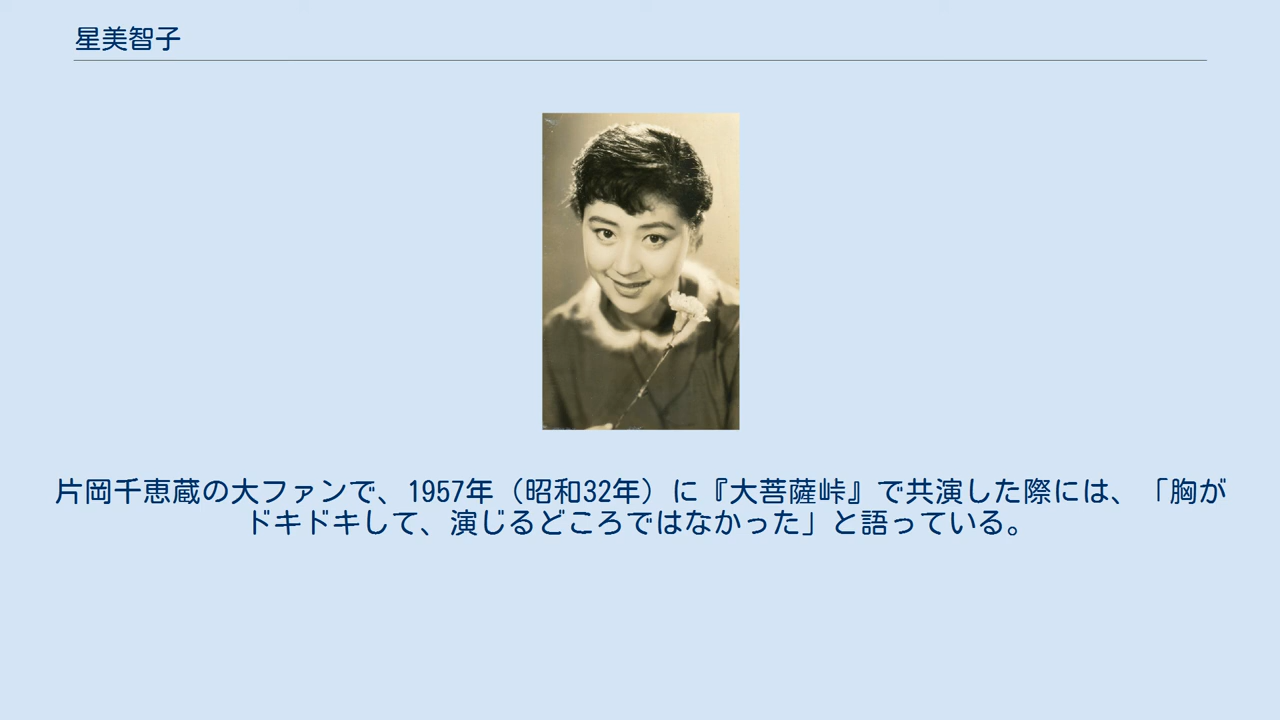 星美智子
片岡千恵蔵の大ファンで、1957年（昭和32年）に『大菩薩峠』で共演した際には、「胸が
ドキドキして、演じるどころではなかった」と語っている。